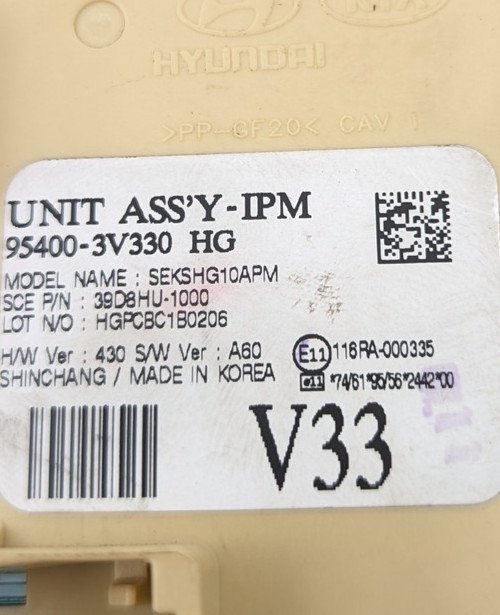 HYUNDAI
KIA
>PP-GF20< CAV 1
UNIT ASS'Y-IPM
95400-3V330 HG
MODEL NAME : SEKSHG10APM
SCE P/N : 39D8HU-1000
LOT N/O : HGPCBC1B0206
H/W Ver : 430 S/W Ver : A60
E11 116RA-000335
SHINCHANG / MADE IN KOREA
e11 *74/61*95/56*2442*00
V33